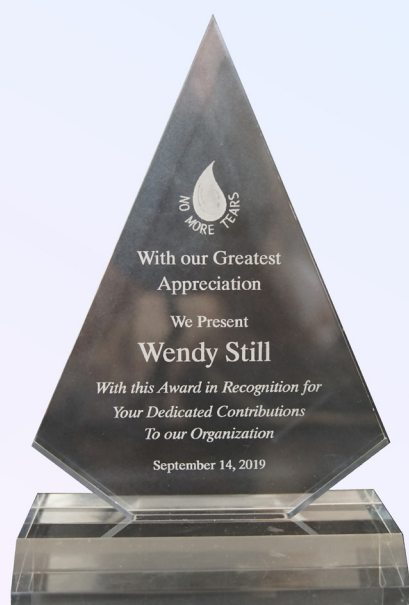 NO MORE TEARS
With our Greatest
Appreciation
We Present
Wendy Still
With this Award in Recognition for
Your Dedicated Contributions
To our Organization
September 14, 2019